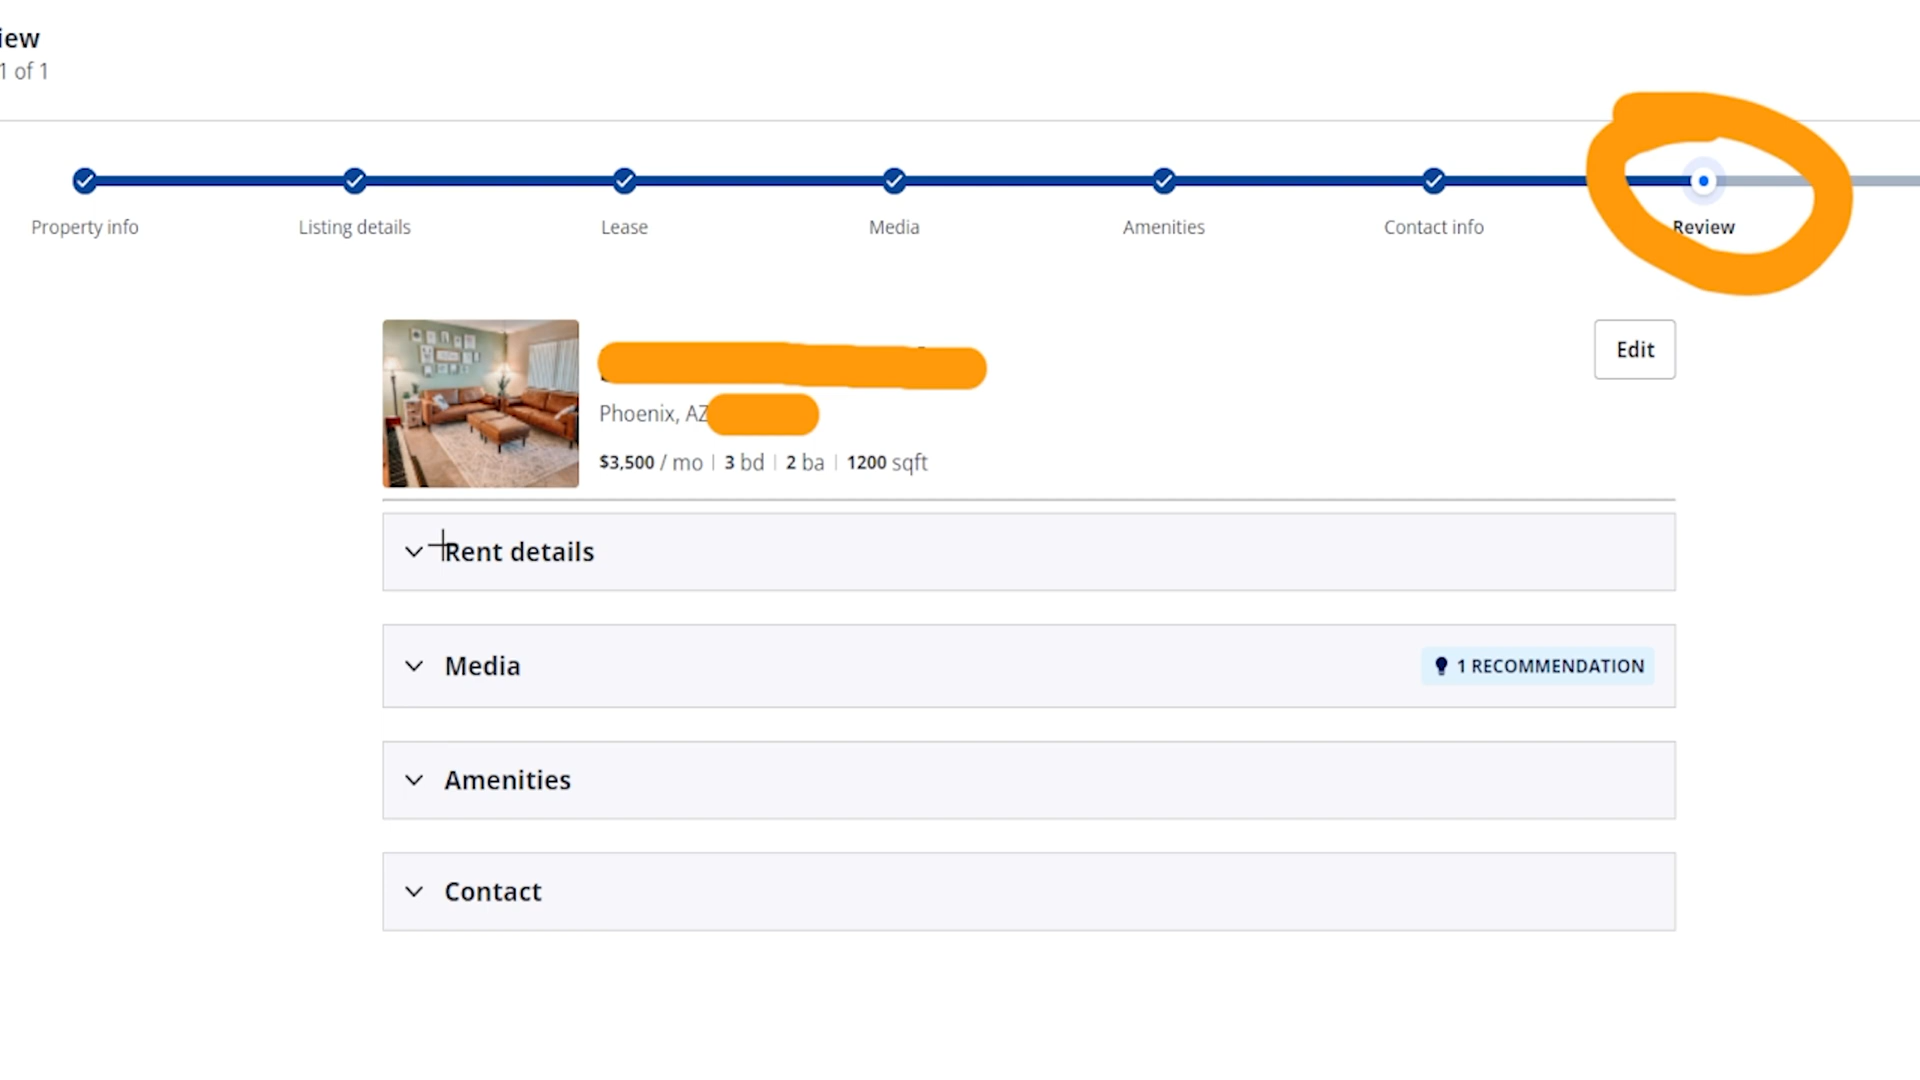 iew
1 of 1
Property info
Listing details
Lease
Media
Amenities
Contact info
Review
Edit
Phoenix, AZ
$3,500 / mo | 3 bd | 2 ba | 1200 sqft
Rent details
Media
1 RECOMMENDATION
Amenities
Contact